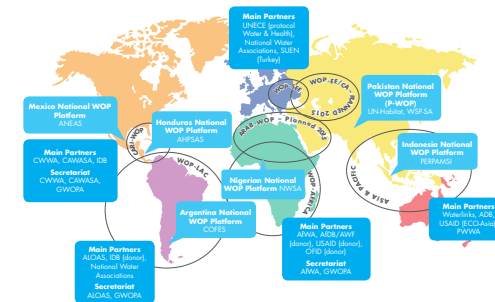 Main Partners
UNECE (protocol
Water & Health),
National Water
Associations, SUEN
(Turkey)
WOP-SEE
WOP-EE/CA-
PLANNED 2015
Pakistan National
WOP Platform
(P-WOP)
UN-Habitat, WSP-SA
Mexico National WOP
Platform
ANEAS
Honduras National
WOP Platform
AHPSAS
CARI-WOP
ARAB-WOP – Planned 2015
Indonesia National
WOP Platform
PERPAMSI
Main Partners
CWWA, CAWASA, IDB
Secretariat
CWWA, CAWASA,
GWOPA
WOP-LAC
Nigerian National
WOP Platform NWSA
WOP-AFRICA
ASIA & PACIFIC
Argentina National
WOP Platform
COFES
Main Partners
Waterlinks, ADB,
USAID (ECO-Asia)
PWWA
Main Partners
ALOAS, IDB (donor),
National Water
Associations
Secretariat
ALOAS, GWOPA
Main Partners
AfWA, AfDB/AWF
(donor), USAID (donor),
OFID (donor)
Secretariat
AfWA, GWOPA